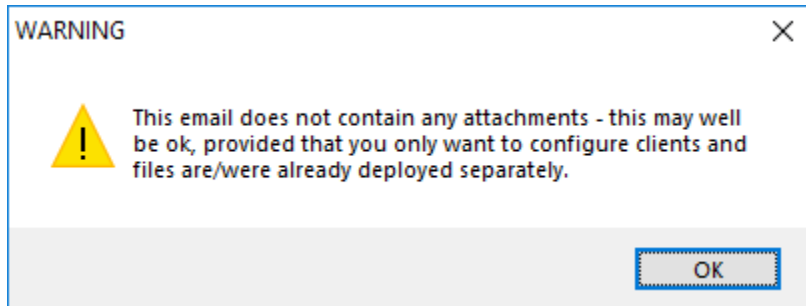 WARNING
This email does not contain any attachments - this may well
be ok, provided that you only want to configure clients and
files are/were already deployed separately.
OK